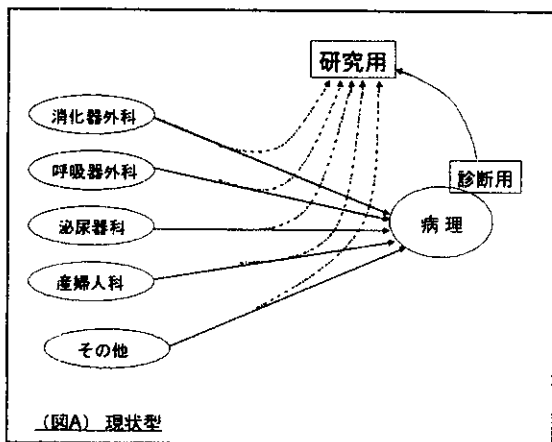 研究用
消化器外科
呼吸器外科
診断用
泌尿器科
病理
産婦人科
その他
(図A) 現状型